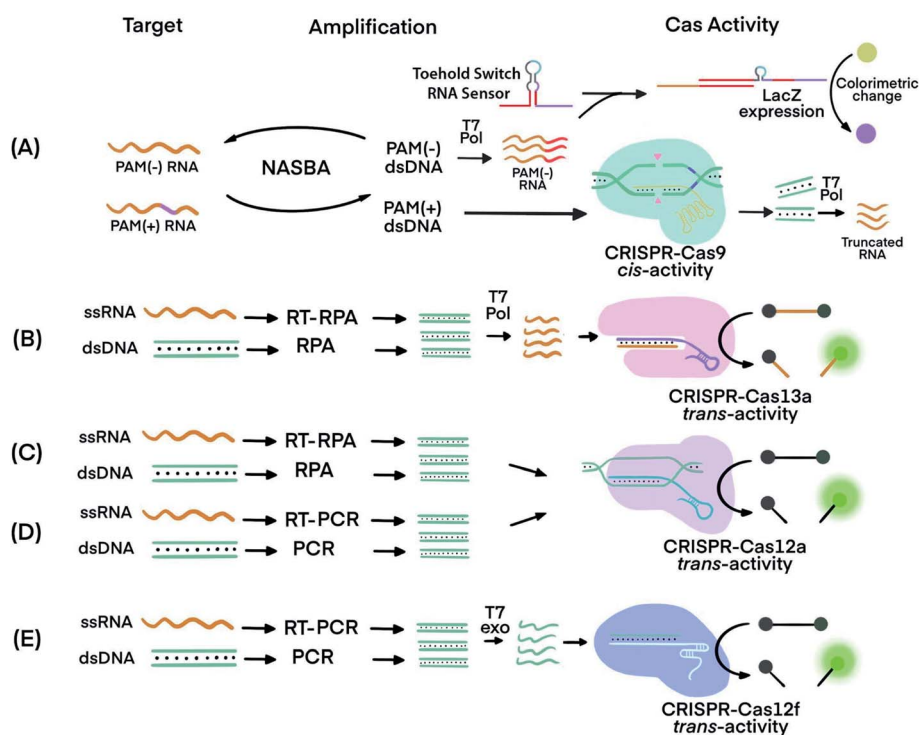 Target
Amplification
Cas Activity
Toehold Switch
RNA Sensor
LacZ
expression
Colorimetric
change
(A)
PAM(-) RNA
PAM(+) RNA
NASBA
PAM(-)
dsDNA
T7
Pol
PAM(-)
RNA
PAM(+)
dsDNA
CRISPR-Cas9
cis-activity
T7
Pol
Truncated
RNA
(B)
ssRNA
RT-RPA
dsDNA
RPA
T7
Pol
CRISPR-Cas13a
trans-activity
(C)
ssRNA
RT-RPA
dsDNA
RPA
(D)
ssRNA
RT-PCR
dsDNA
PCR
CRISPR-Cas12a
trans-activity
(E)
ssRNA
RT-PCR
dsDNA
PCR
T7
exo
CRISPR-Cas12f
trans-activity